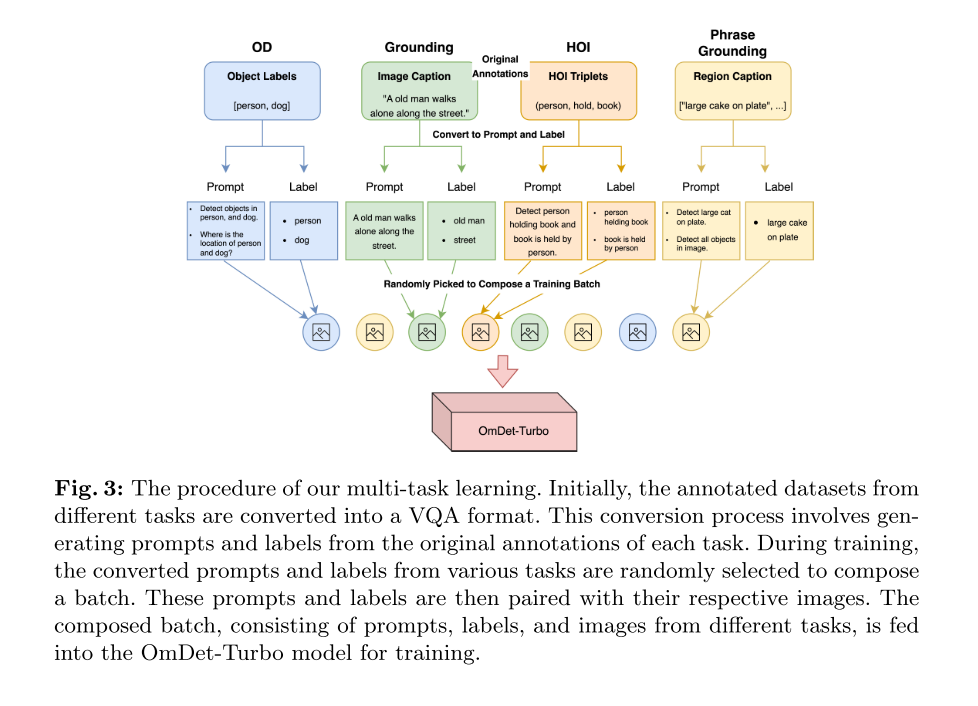 OD
Grounding
HOI
Phrase
Grounding
Original
Annotations
Object Labels
[person, dog]
Image Caption
"A old man walks
alone along the street."
HOI Triplets
(person, hold, book)
Region Caption
["large cake on plate", ...]
Convert to Prompt and Label
Prompt
Label
Prompt
Label
Prompt
Label
Prompt
Label
• Detect objects in
person, and dog.
• Where is the
location of person
and dog?
• person
• dog
A old man walks
alone along the
street.
• old man
• street
Detect person
holding book and
book is held by
person.
• person
holding book
• book is held
by person
• Detect large cat
on plate.
• Detect all objects
in image.
• large cake
on plate
Randomly Picked to Compose a Training Batch
OmDet-Turbo
Fig. 3: The procedure of our multi-task learning. Initially, the annotated datasets from
different tasks are converted into a VQA format. This conversion process involves gen-
erating prompts and labels from the original annotations of each task. During training,
the converted prompts and labels from various tasks are randomly selected to compose
a batch. These prompts and labels are then paired with their respective images. The
composed batch, consisting of prompts, labels, and images from different tasks, is fed
into the OmDet-Turbo model for training.